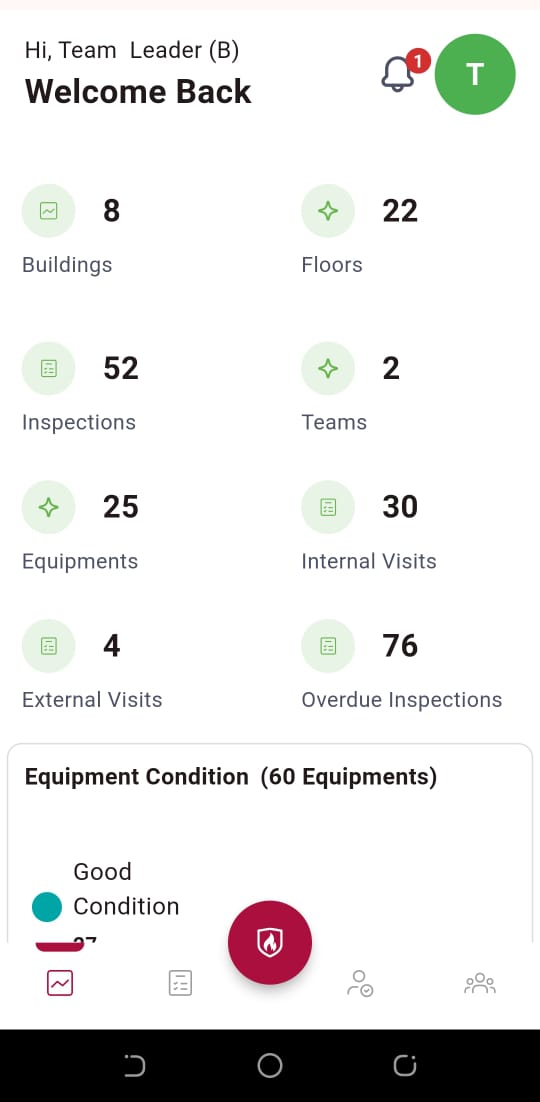 Hi, Team  Leader (B)
Welcome Back
1
T
8
22
Buildings
Floors
52
2
Inspections
Teams
25
30
Equipments
Internal Visits
4
76
External Visits
Overdue Inspections
Equipment Condition  (60 Equipments)
Good
Condition